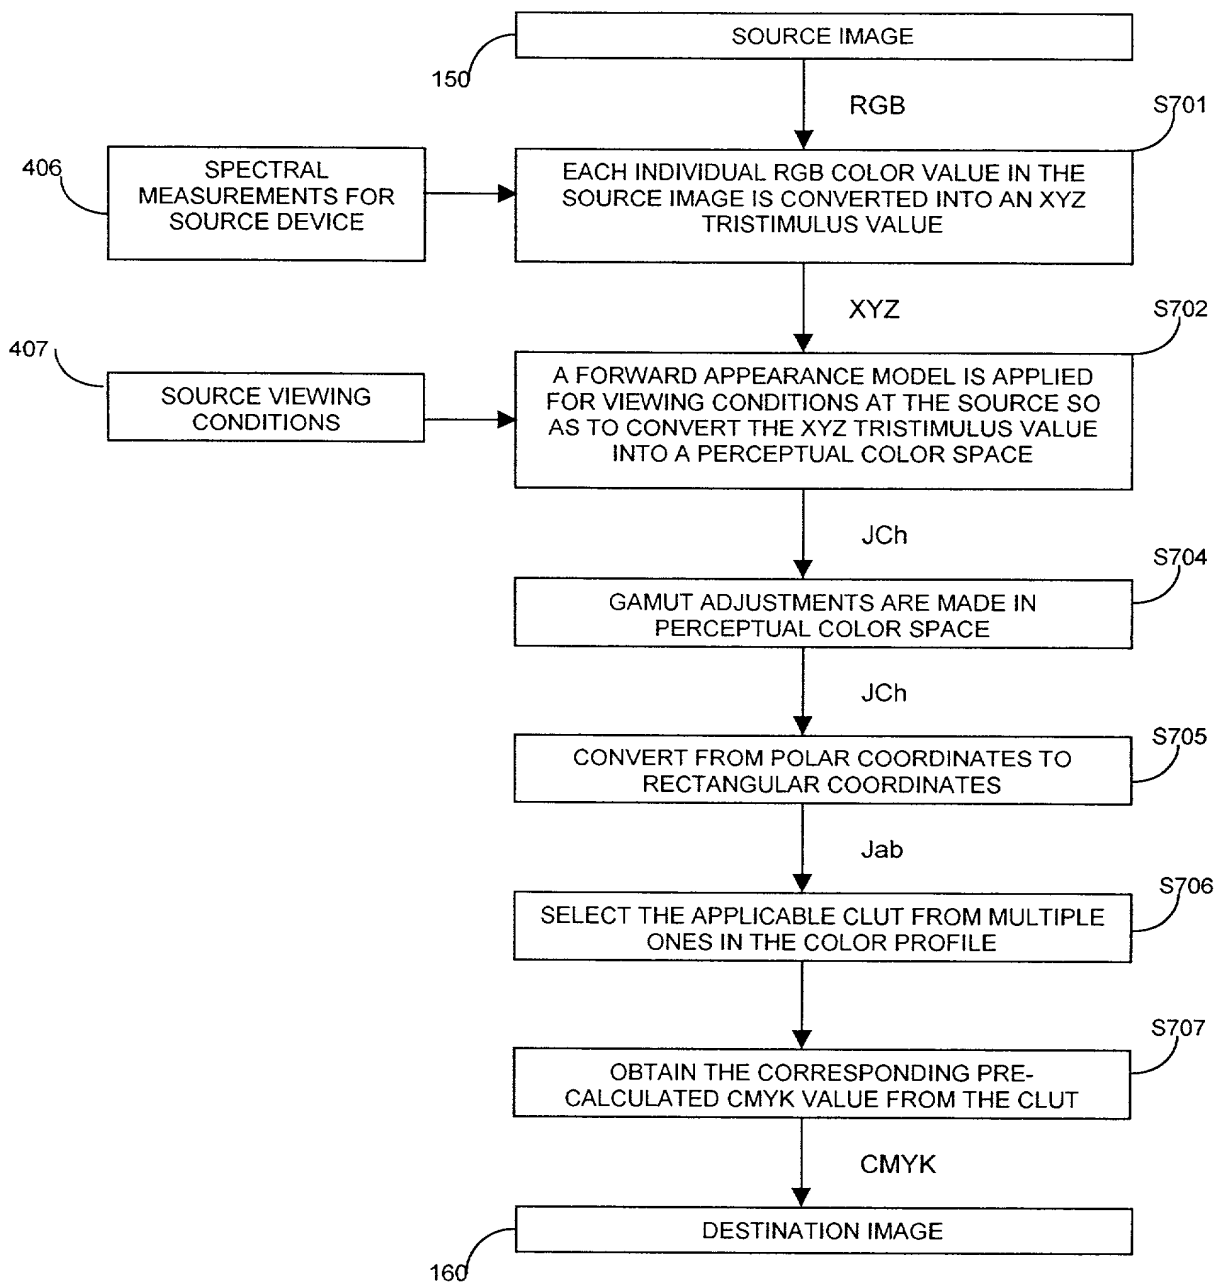 SOURCE IMAGE
150
RGB
S701
406
SPECTRAL
MEASUREMENTS FOR
SOURCE DEVICE
EACH INDIVIDUAL RGB COLOR VALUE IN THE
SOURCE IMAGE IS CONVERTED INTO AN XYZ
TRISTIMULUS VALUE
XYZ
S702
407
SOURCE VIEWING
CONDITIONS
A FORWARD APPEARANCE MODEL IS APPLIED
FOR VIEWING CONDITIONS AT THE SOURCE SO
AS TO CONVERT THE XYZ TRISTIMULUS VALUE
INTO A PERCEPTUAL COLOR SPACE
JCh
S704
GAMUT ADJUSTMENTS ARE MADE IN
PERCEPTUAL COLOR SPACE
JCh
S705
CONVERT FROM POLAR COORDINATES TO
RECTANGULAR COORDINATES
Jab
S706
SELECT THE APPLICABLE CLUT FROM MULTIPLE
ONES IN THE COLOR PROFILE
S707
OBTAIN THE CORRESPONDING PRE-
CALCULATED CMYK VALUE FROM THE CLUT
CMYK
DESTINATION IMAGE
160